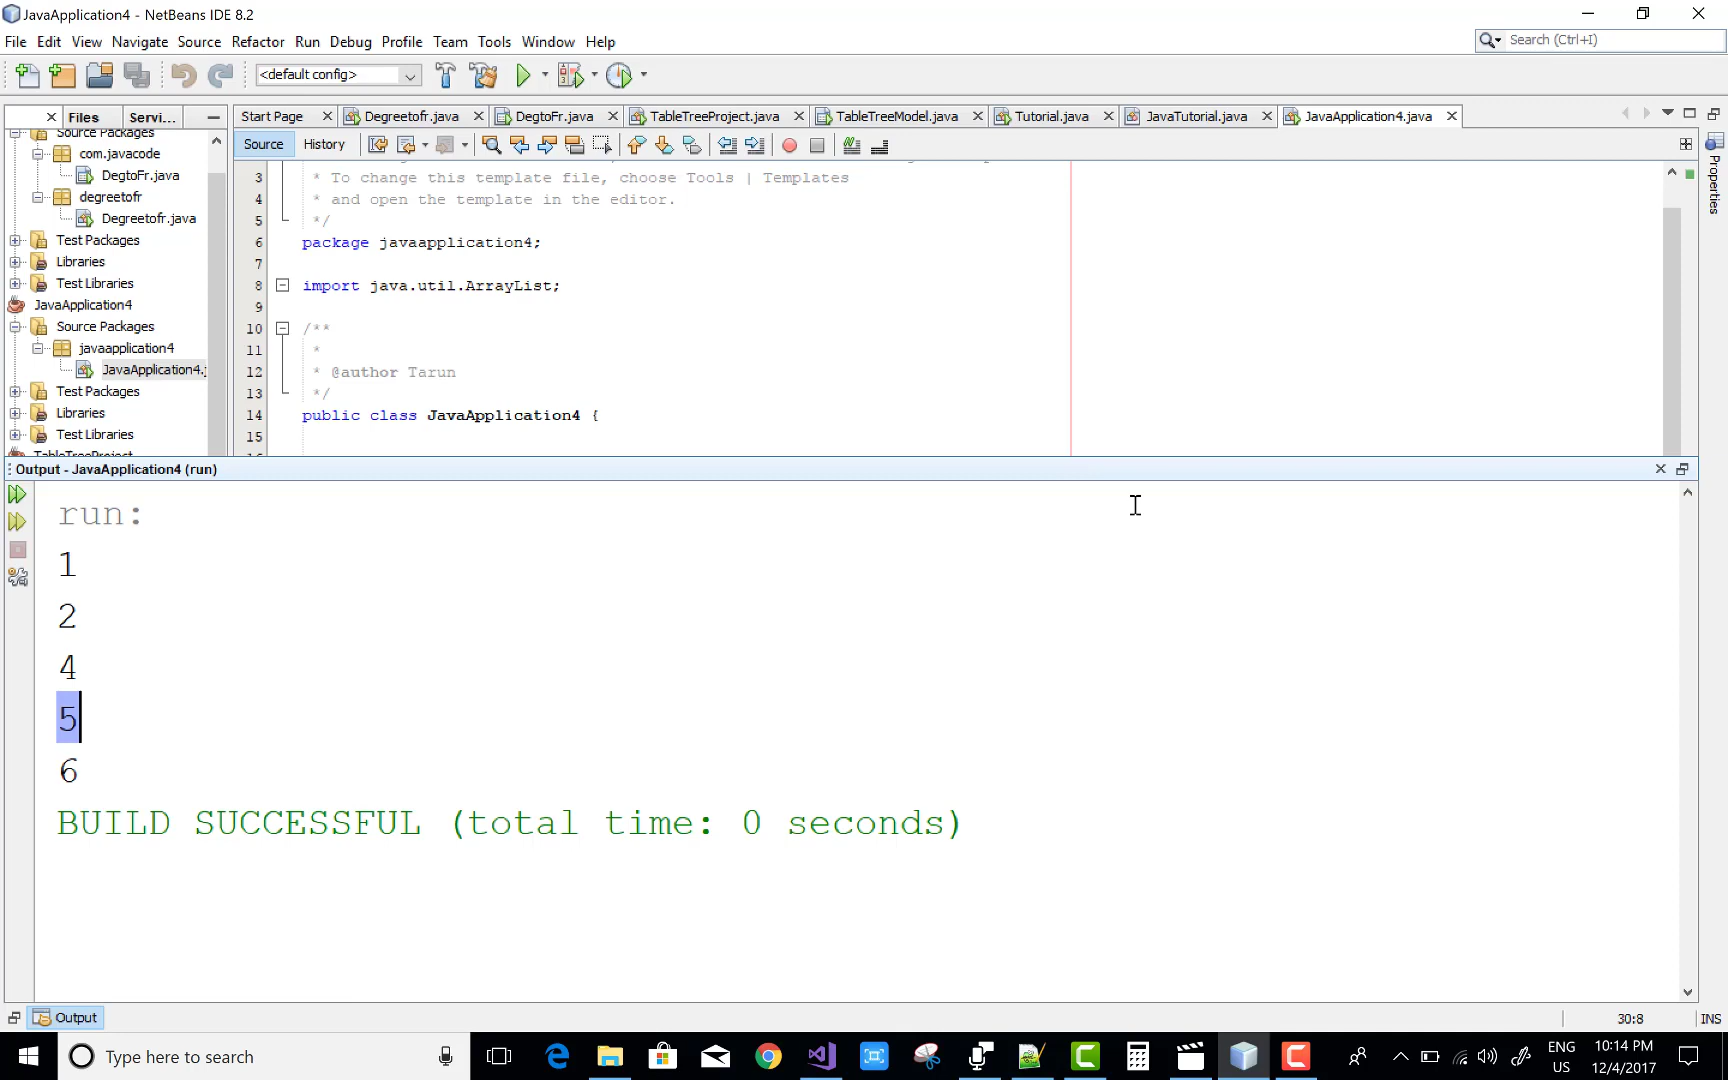 JavaApplication4 - NetBeans IDE 8.2
File Edit View Navigate Source Refactor Run Debug Profile Team Tools Window Help
Search (Ctrl+I)
<default config>
Files Servi...
Start Page Degreetofr.java DegtoFr.java TableTreeProject.java TableTreeModel.java Tutorial.java JavaTutorial.java JavaApplication4.java
Source History
Source Packages
com.javacode
DegtoFr.java
degreetofr
Degreetofr.java
Test Packages
Libraries
Test Libraries
JavaApplication4
Source Packages
javaapplication4
JavaApplication4.j
Test Packages
Libraries
Test Libraries
TableTreeProject
3 * To change this template file, choose Tools | Templates
4 * and open the template in the editor.
5 */
6 package javaapplication4;
7
8 import java.util.ArrayList;
9
10 /**
11 *
12 * @author Tarun
13 */
14 public class JavaApplication4 {
15
Properties
Output - JavaApplication4 (run)
run:
1
2
4
5
6
BUILD SUCCESSFUL (total time: 0 seconds)
Output
30:8 INS
Type here to search
ENG
US
10:14 PM
12/4/2017